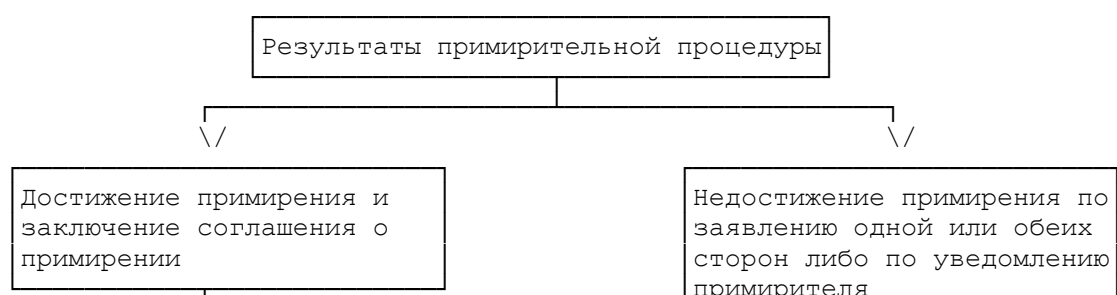 Результаты примирительной процедуры
Достижение примирения и
заключение соглашения о
примирении
Недостижение примирения по
заявлению одной или обеих
сторон либо по уведомлению
примирителя